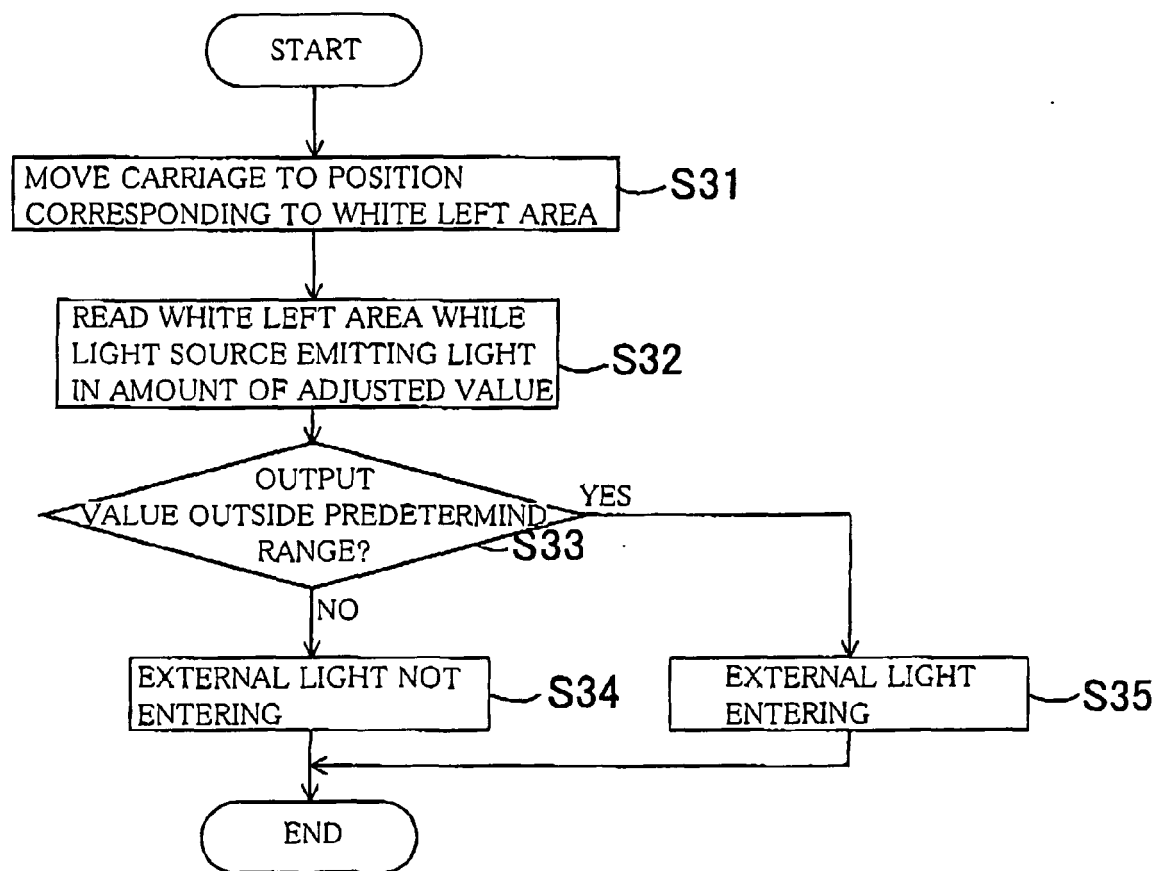 START
MOVE CARRIAGE TO POSITION
CORRESPONDING TO WHITE LEFT AREA
S31
READ WHITE LEFT AREA WHILE
LIGHT SOURCE EMITTING LIGHT
IN AMOUNT OF ADJUSTED VALUE
S32
OUTPUT
VALUE OUTSIDE PREDETERMIND
RANGE?
S33
YES
NO
EXTERNAL LIGHT NOT
ENTERING
S34
EXTERNAL LIGHT
ENTERING
S35
END